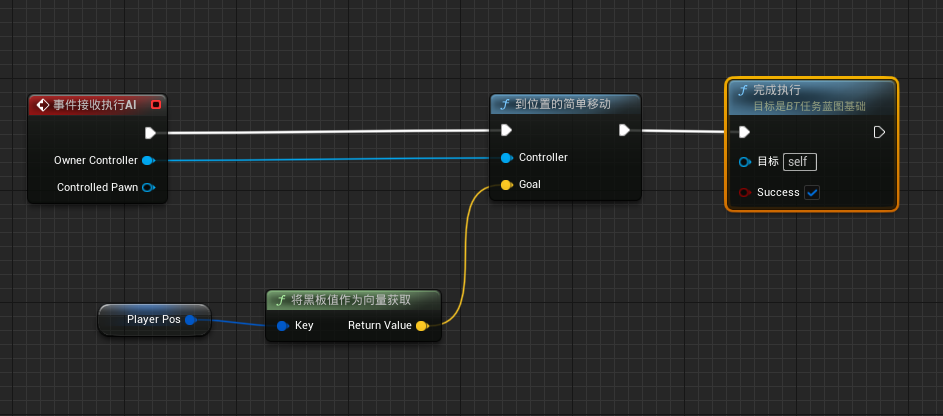 事件接收执行AI
Owner Controller
Controlled Pawn
f 到位置的简单移动
Controller
Goal
f 完成执行
目标是BT任务蓝图基础
目标 self
Success
Player Pos
f 将黑板值作为向量获取
Key Return Value